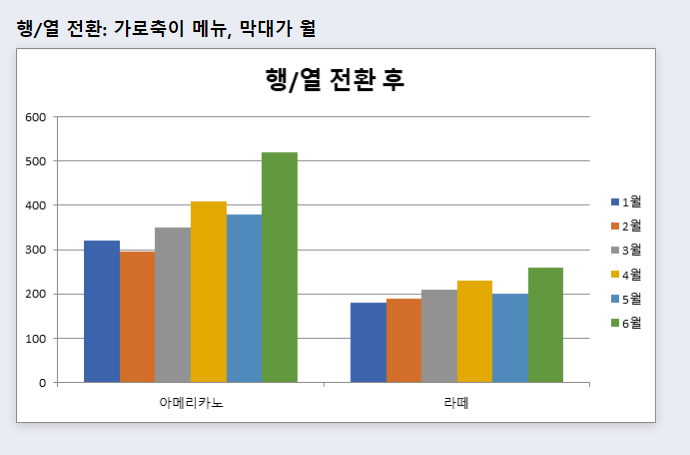 행/열 전환: 가로축이 메뉴, 막대가 월
행/열 전환 후
600
500
400
300
200
100
0
아메리카노
라떼
1월
2월
3월
4월
5월
6월